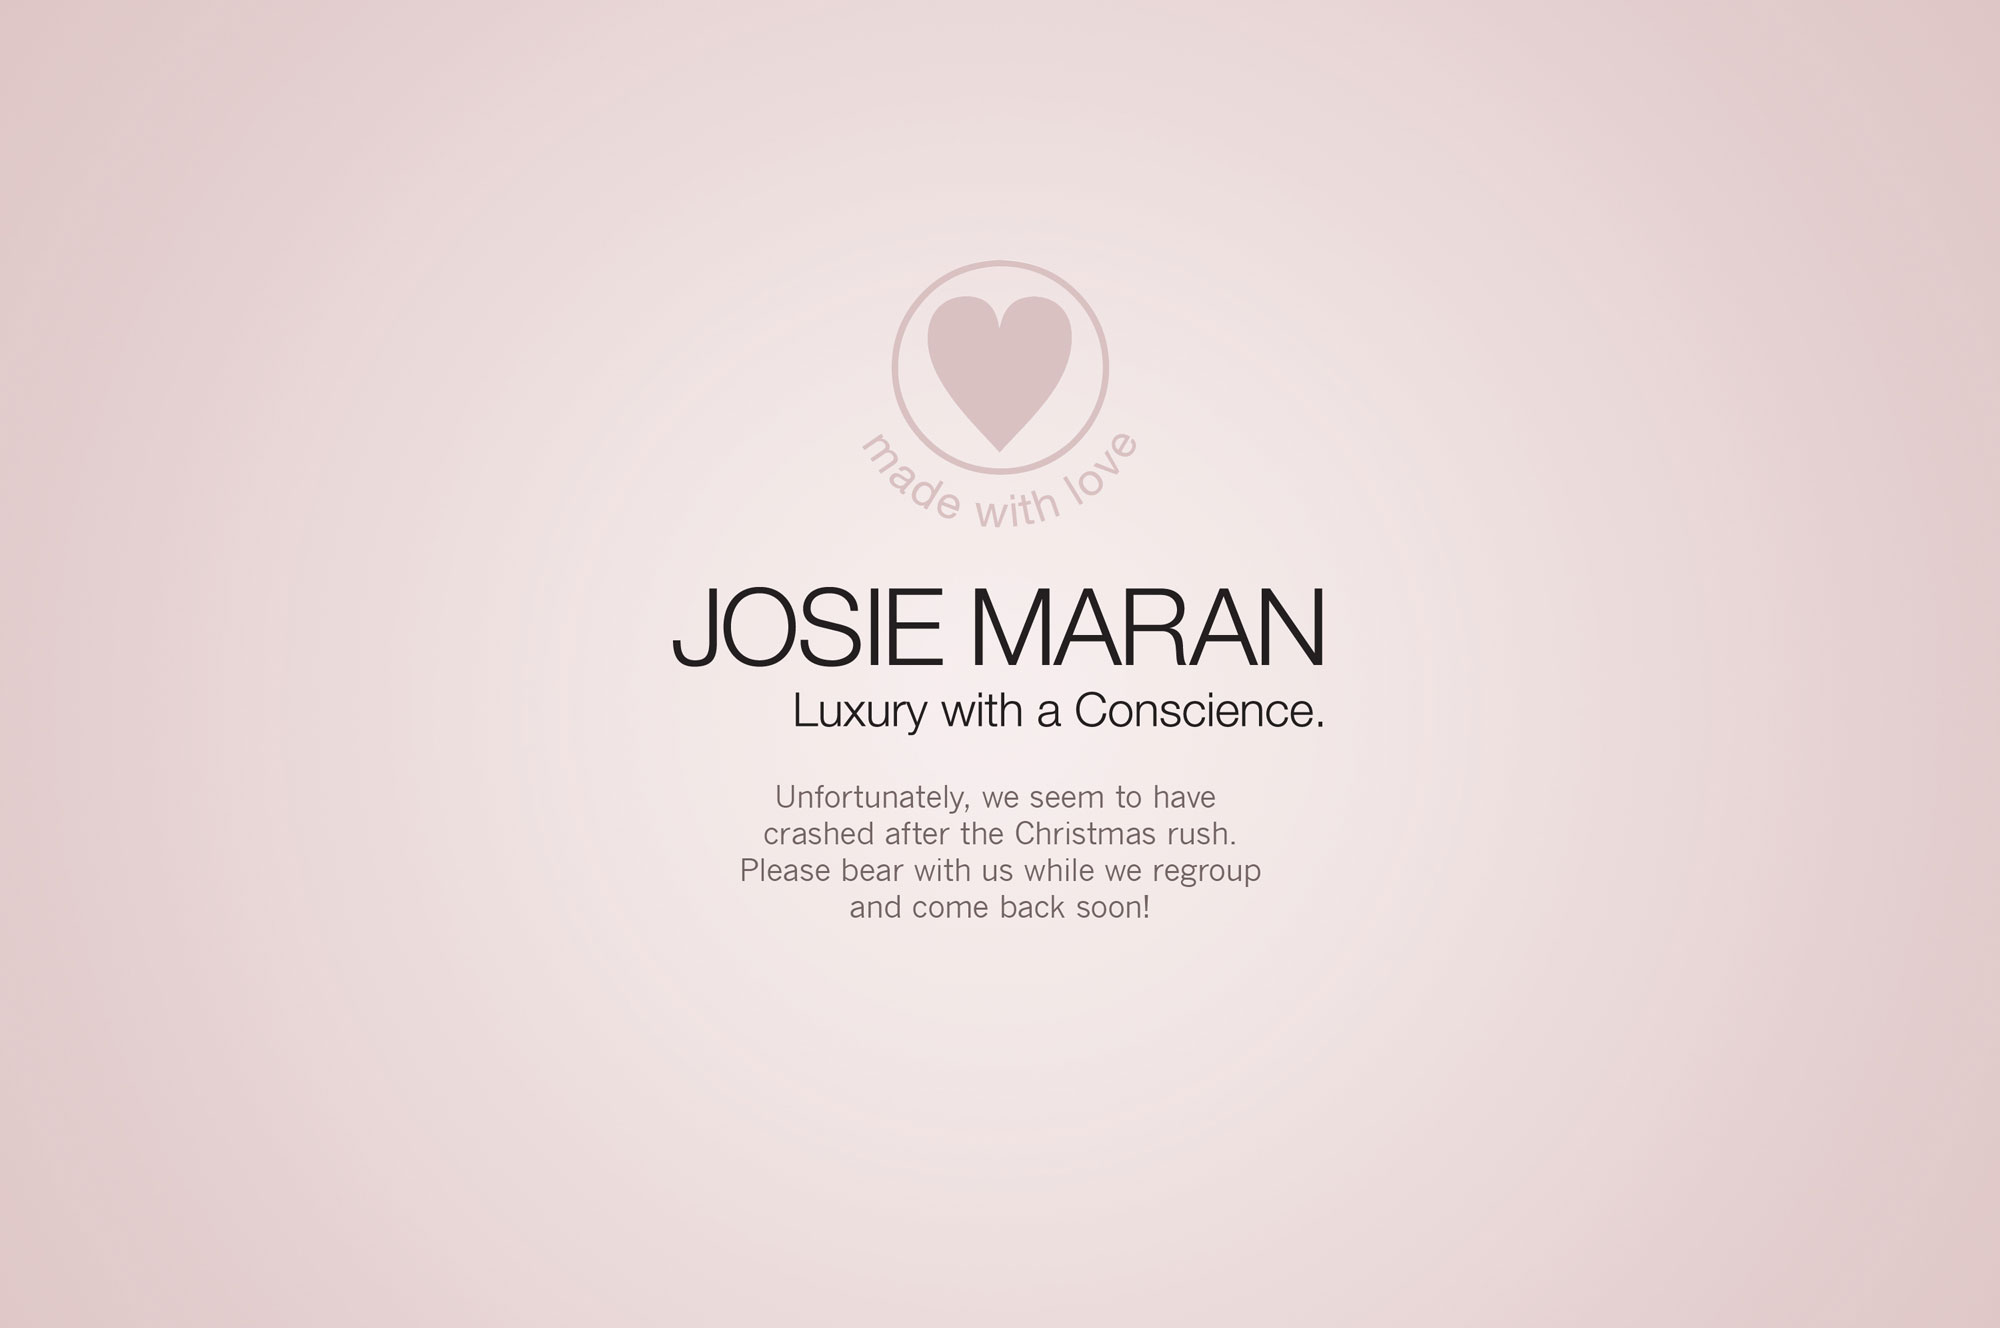 made with love
JOSIE MARAN
Luxury with a Conscience.
Unfortunately, we seem to have
crashed after the Christmas rush.
Please bear with us while we regroup
and come back soon!